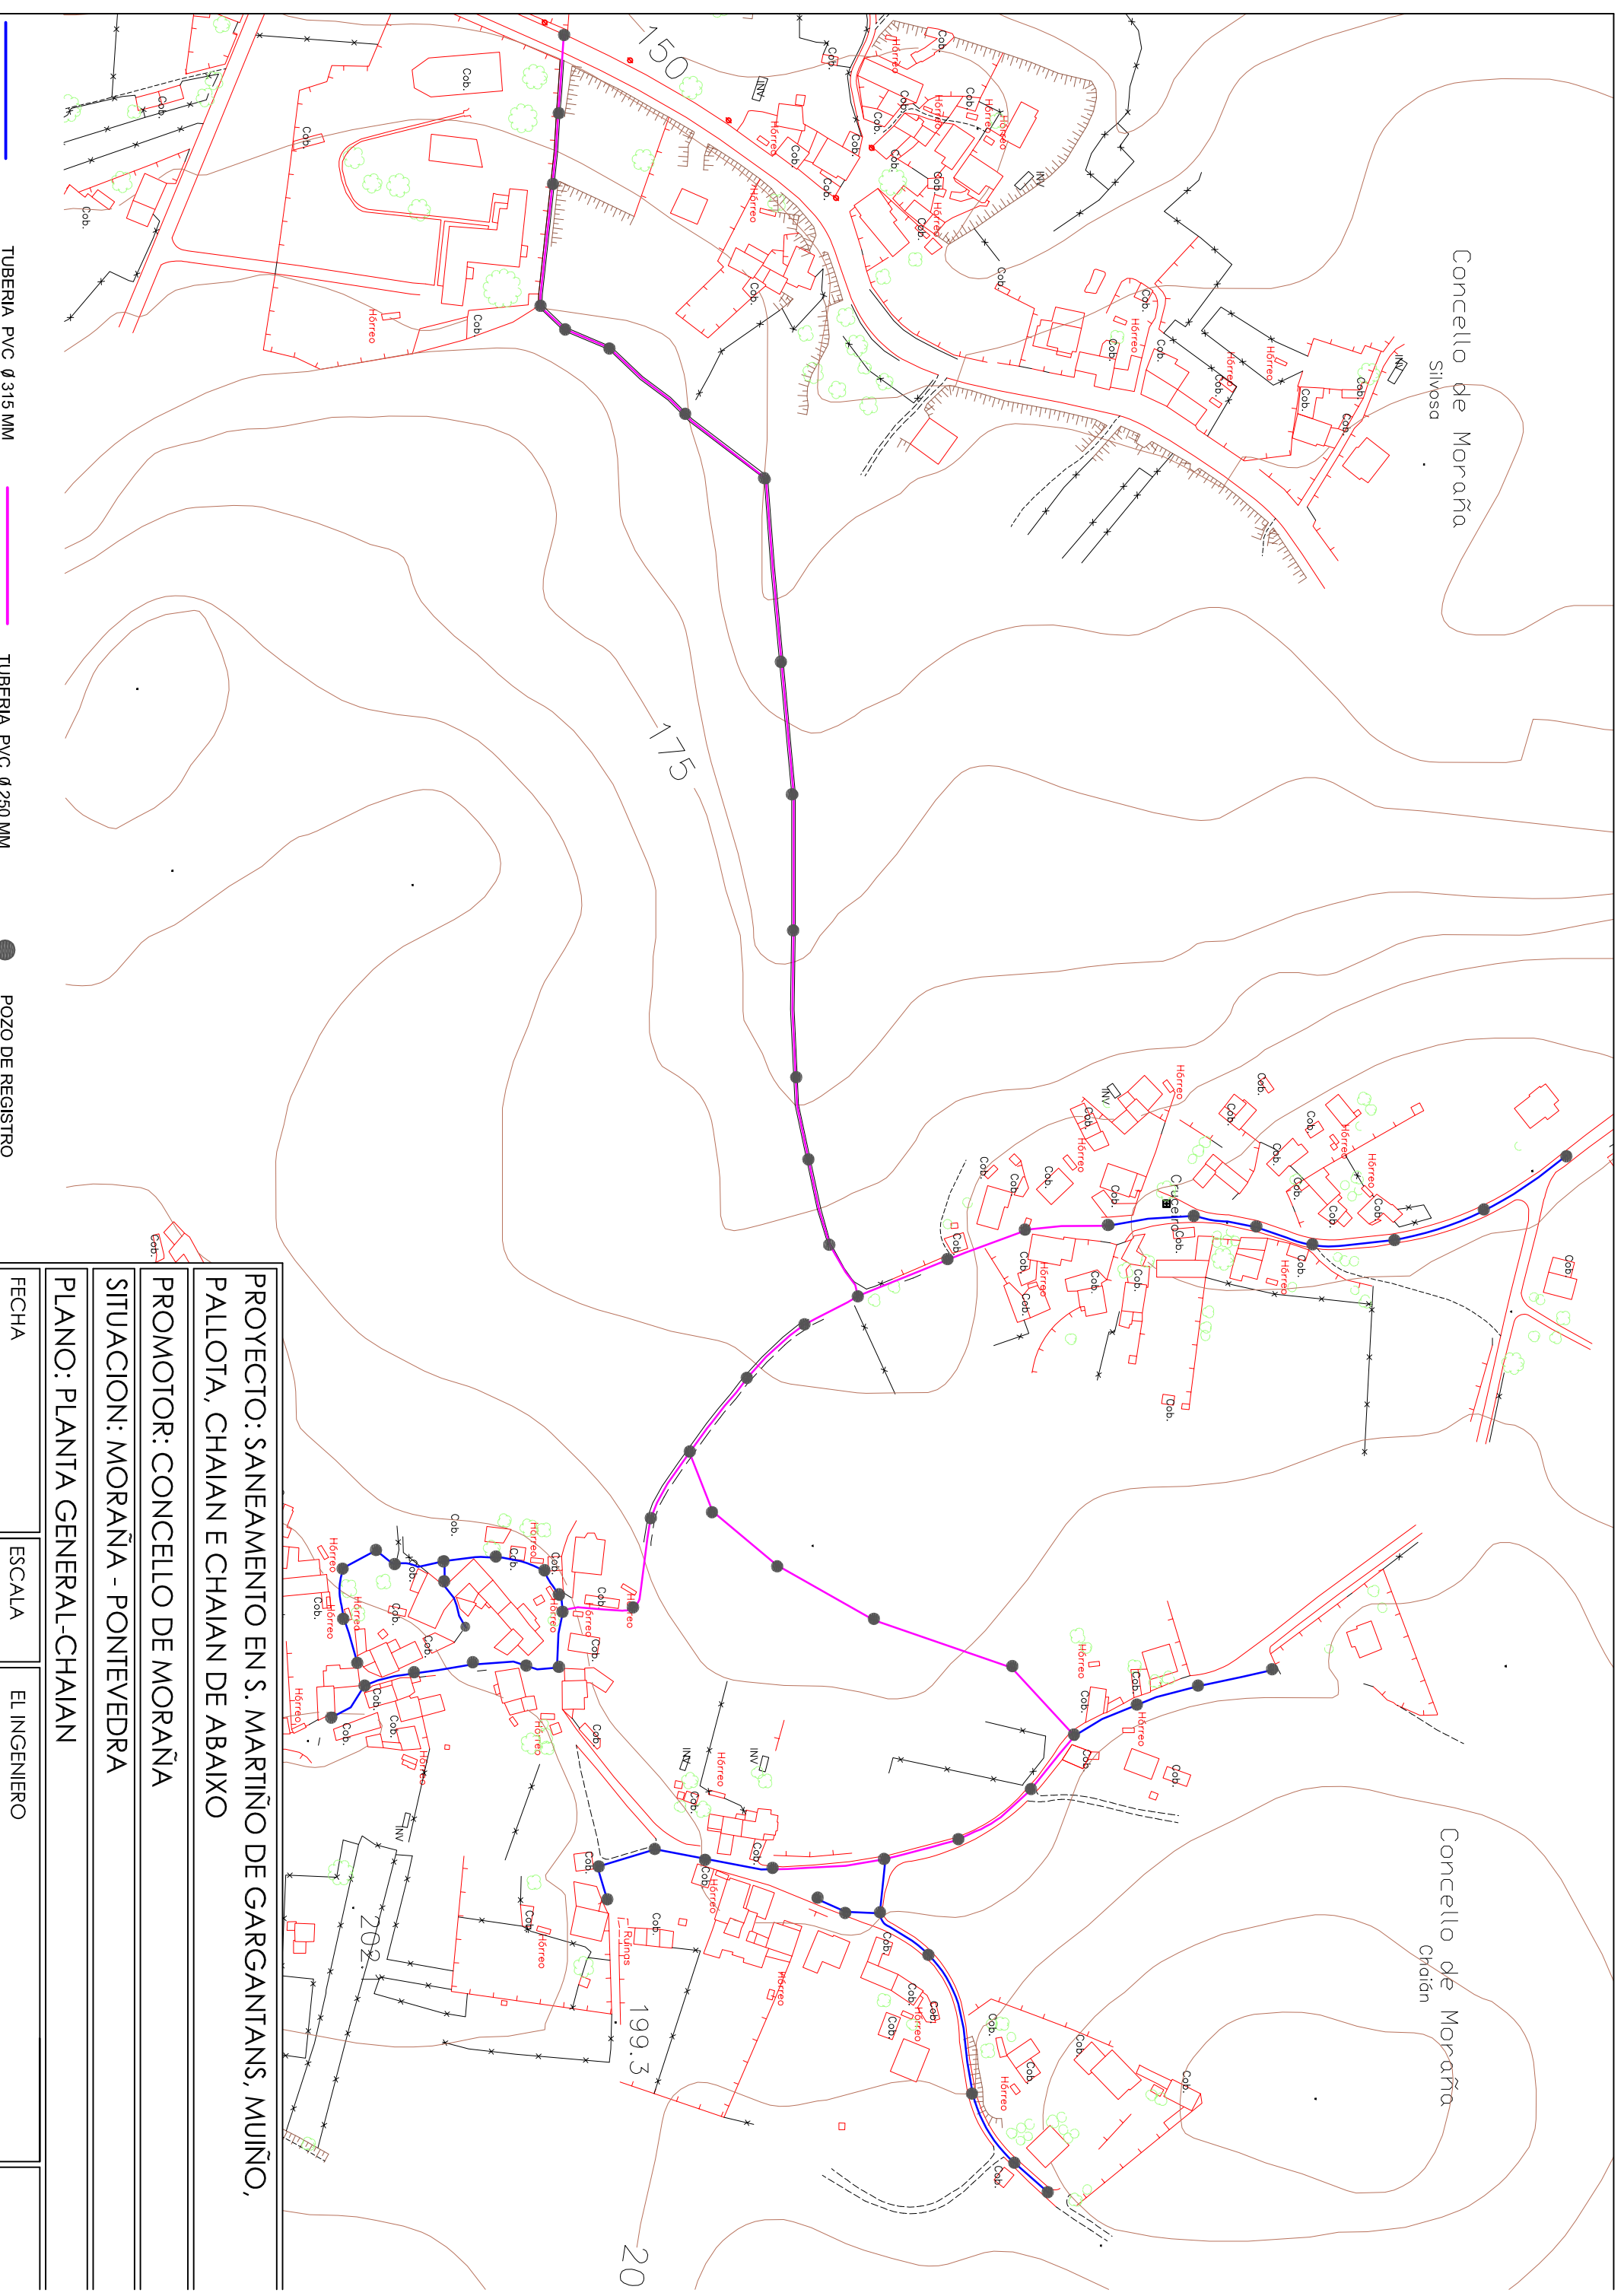 Concello de Moraña
Silvosa
Concello de Moraña
Chaián
150
175
Cruceiro
Ruinas
199.3
202.
20
Cob.
Hórreo
INV
PROYECTO: SANEAMIENTO EN S. MARTIÑO DE GARGANTANS, MUIÑO,
PALLOTA, CHAIAN E CHAIAN DE ABAIXO
PROMOTOR: CONCELLO DE MORAÑA
SITUACION: MORAÑA - PONTEVEDRA
PLANO: PLANTA GENERAL-CHAIAN
FECHA
ESCALA
EL INGENIERO
TUBERIA PVC Ø 315 MM
TUBERIA PVC Ø 250 MM
POZO DE REGISTRO